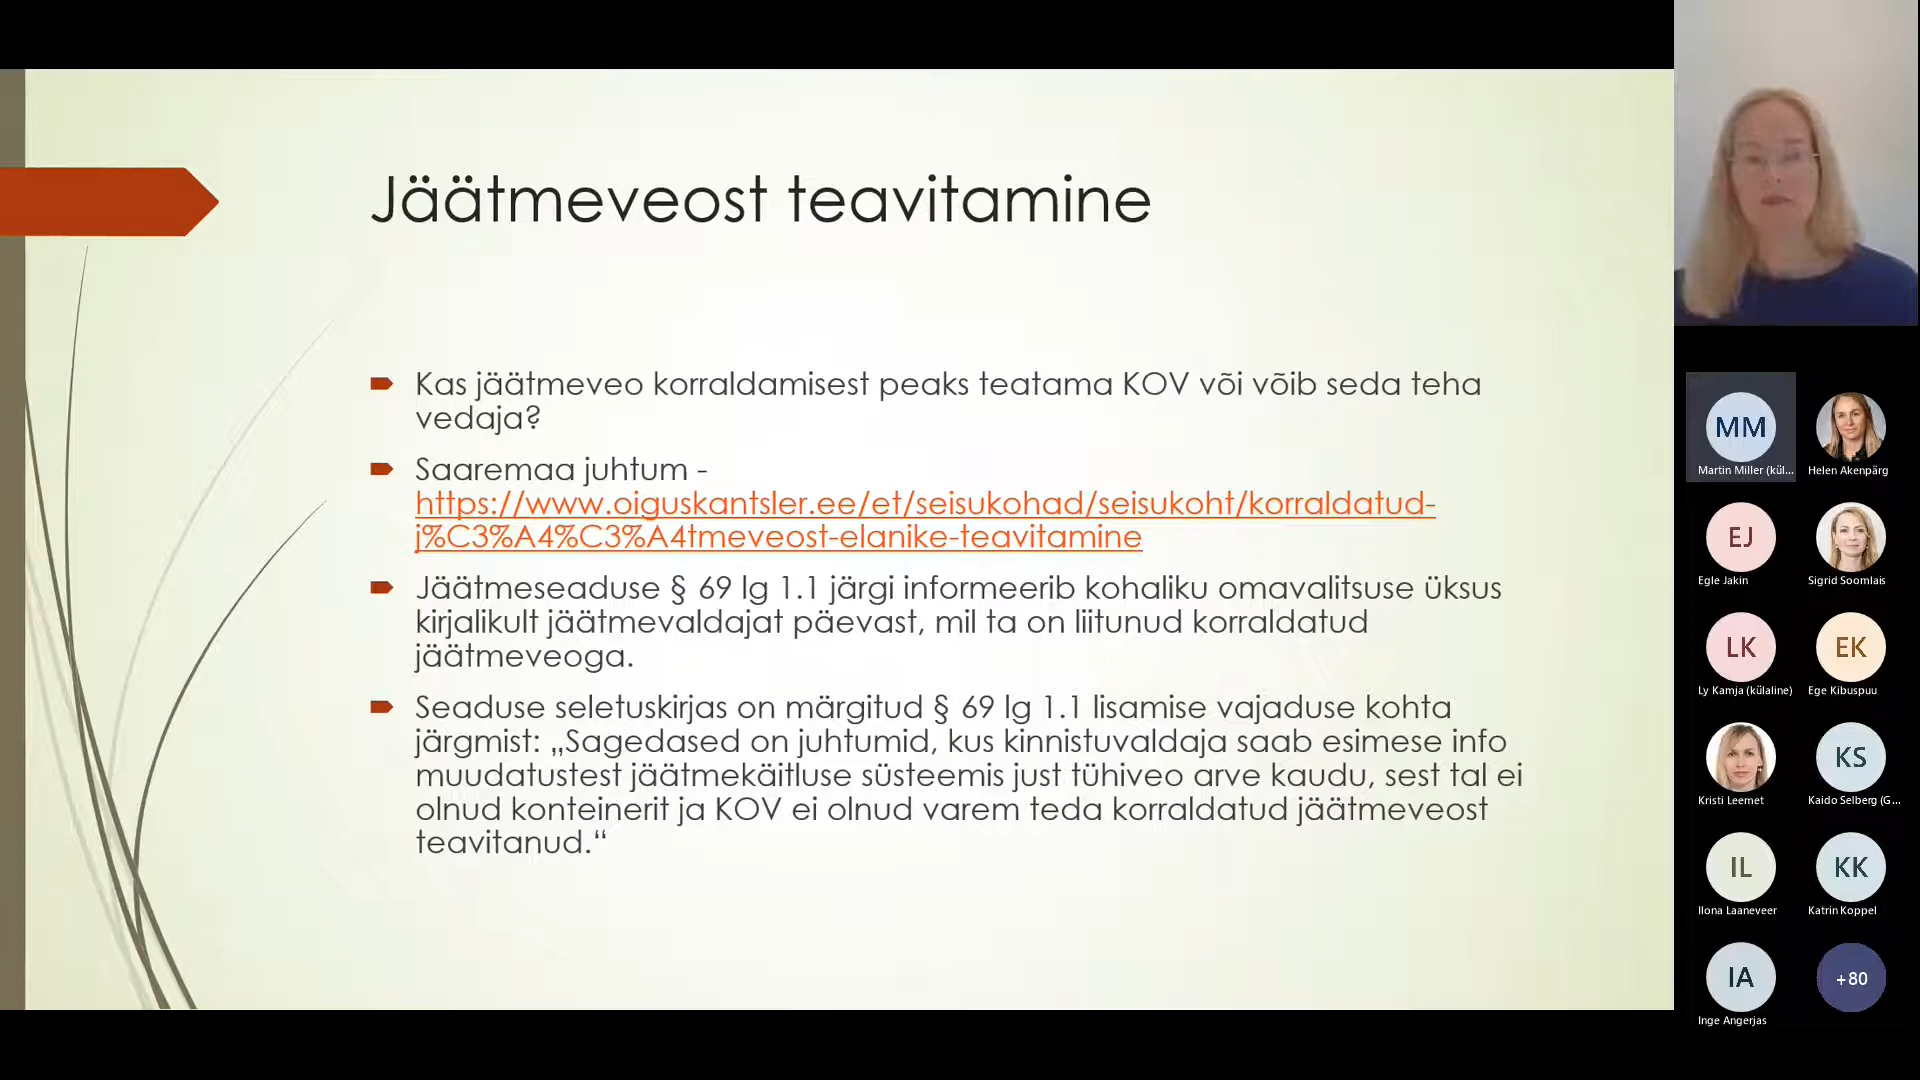 Jäätmeveost teavitamine
Kas jäätmeveo korraldamisest peaks teatama KOV või võib seda teha
vedaja?
Saaremaa juhtum -
https://www.oiguskantsler.ee/et/seisukohad/seisukoht/korraldatud-
j%C3%A4%C3%A4tmeveost-elanike-teavitamine
Jäätmeseaduse § 69 lg 1.1 järgi informeerib kohaliku omavalitsuse üksus
kirjalikult jäätmevaldajat päevast, mil ta on liitunud korraldatud
jäätmeveoga.
Seaduse seletuskirjas on märgitud § 69 lg 1.1 lisamise vajaduse kohta
järgmist: „Sagedased on juhtumid, kus kinnistuvaldaja saab esimese info
muudatustest jäätmekäitluse süsteemis just tühiveo arve kaudu, sest tal ei
olnud konteinerit ja KOV ei olnud varem teda korraldatud jäätmeveost
teavitanud.“
MM
Martin Miller (kül...
Helen Akenpärg
EJ
Egle Jakin
Sigrid Soomlais
LK
Ly Kamja (külaline)
EK
Ege Kibuspuu
Kristi Leemet
KS
Kaido Selberg (G...
IL
Ilona Laaneveer
KK
Katrin Koppel
IA
Inge Angerjas
+80